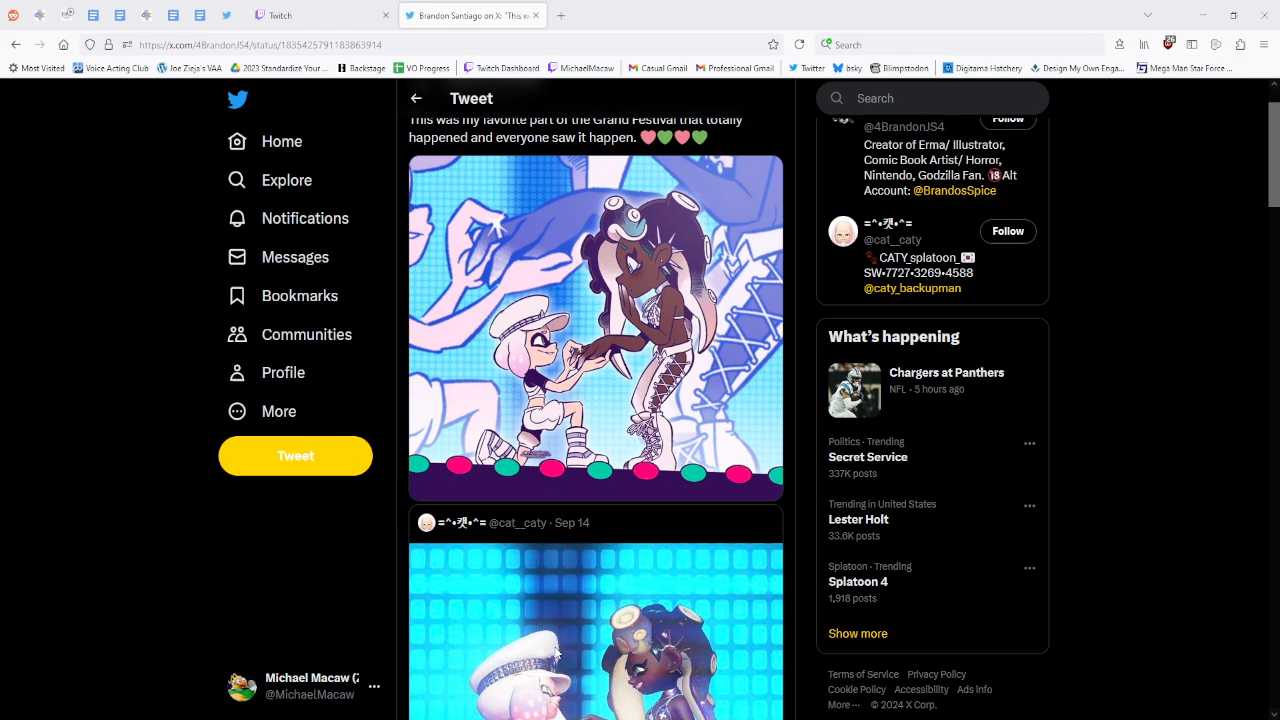 Twitch
Brandon Santiago on X: "This w
https://x.com/4BrandonJS4/status/1835425791183863914
Search
26
Most Visited
Voice Acting Club
Joe Zieja's VAA
2023 Standardize Your...
Backstage
VO Progress
Twitch Dashboard
MichaelMacaw
Casual Gmail
Professional Gmail
Twitter
bsky
Blimpstodon
Digitama Hatchery
Design My Own Enga...
Mega Man Star Force...
Home
Explore
Notifications
Messages
Bookmarks
Communities
Profile
More
Tweet
Michael Macaw (
@MichaelMacaw
Tweet
This was my favorite part of the Grand Festival that totally
happened and everyone saw it happen. 🩷💚🩷💚
=^•캣•^= @cat__caty · Sep 14
Search
@4BrandonJS4
Follow
Creator of Erma/ Illustrator,
Comic Book Artist/ Horror,
Nintendo, Godzilla Fan. 🔞Alt
Account: @BrandosSpice
=^•캣•^=
@cat__caty
Follow
🐾CATY_splatoon_🇰🇷
SW•7727•3269•4588
@caty_backupman
What's happening
Chargers at Panthers
NFL · 5 hours ago
Politics · Trending
Secret Service
337K posts
Trending in United States
Lester Holt
33.6K posts
Splatoon · Trending
Splatoon 4
1,918 posts
Show more
Terms of Service Privacy Policy
Cookie Policy Accessibility Ads info
More ··· © 2024 X Corp.